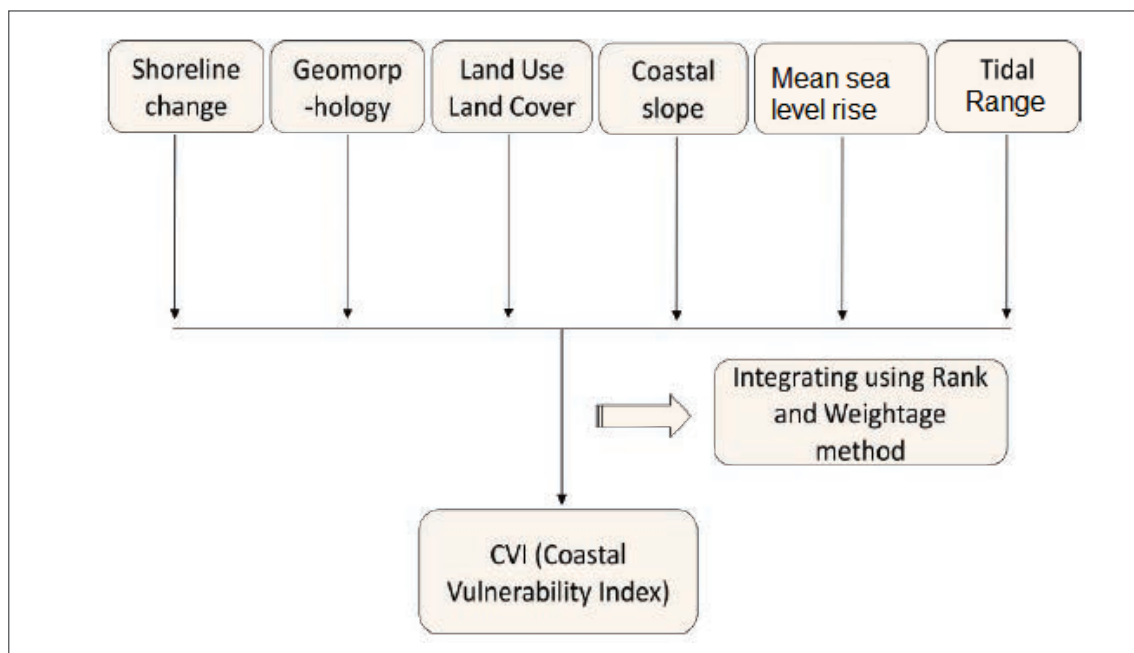 Shoreline
change
Geomorp
-hology
Land Use
Land Cover
Coastal
slope
Mean sea
level rise
Tidal
Range
Integrating using Rank
and Weightage
method
CVI (Coastal
Vulnerability Index)